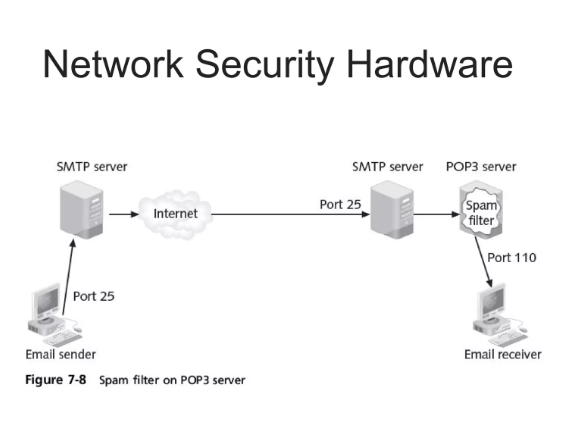 Network Security Hardware
SMTP server
SMTP server
POP3 server
Internet
Port 25
Spam
filter
Port 110
Port 25
Email sender
Email receiver
Figure 7-8 Spam filter on POP3 server